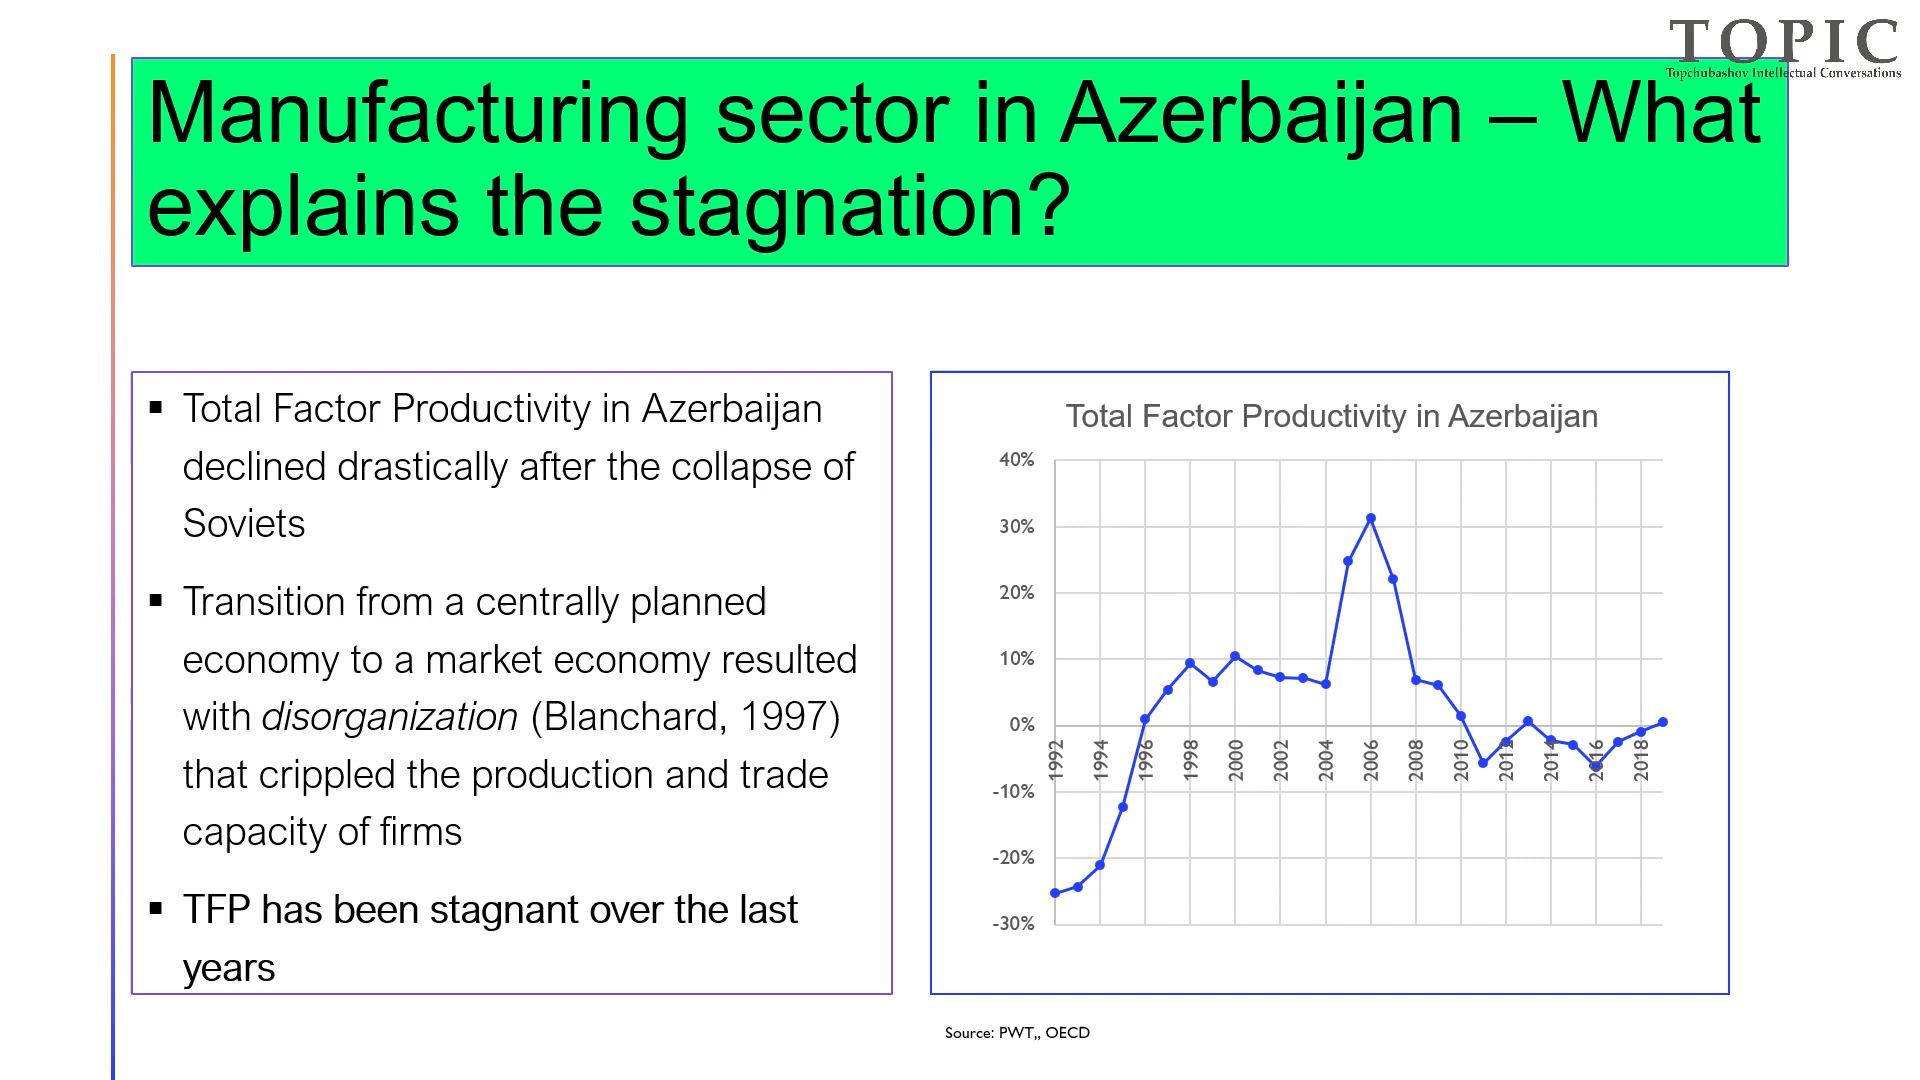 TOPIC
Topchubashov Intellectual Conversations
Manufacturing sector in Azerbaijan – What
explains the stagnation?
▪ Total Factor Productivity in Azerbaijan
declined drastically after the collapse of
Soviets
▪ Transition from a centrally planned
economy to a market economy resulted
with disorganization (Blanchard, 1997)
that crippled the production and trade
capacity of firms
▪ TFP has been stagnant over the last
years
Total Factor Productivity in Azerbaijan
40%
30%
20%
10%
0%
-10%
-20%
-30%
1992
1994
1996
1998
2000
2002
2004
2006
2008
2010
2012
2014
2016
2018
Source: PWT,, OECD